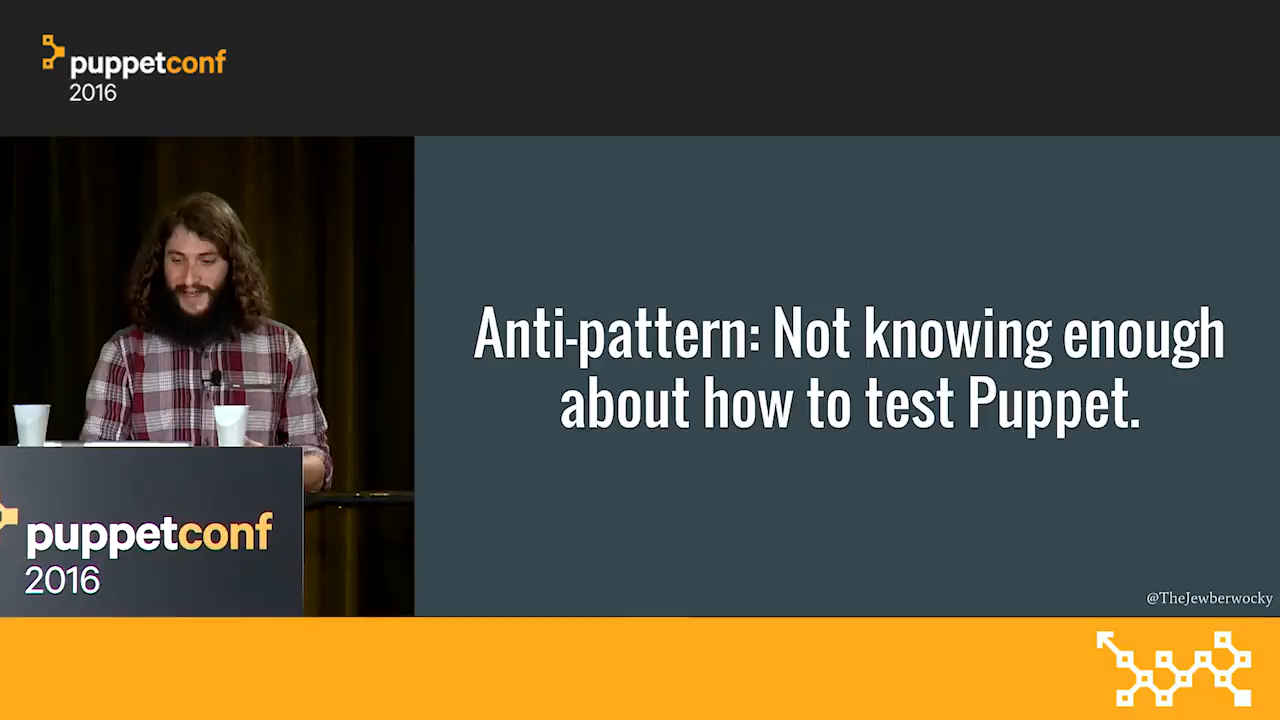 puppetconf
2016
Anti-pattern: Not knowing enough
about how to test Puppet.
puppetconf
2016
@TheJewberwocky